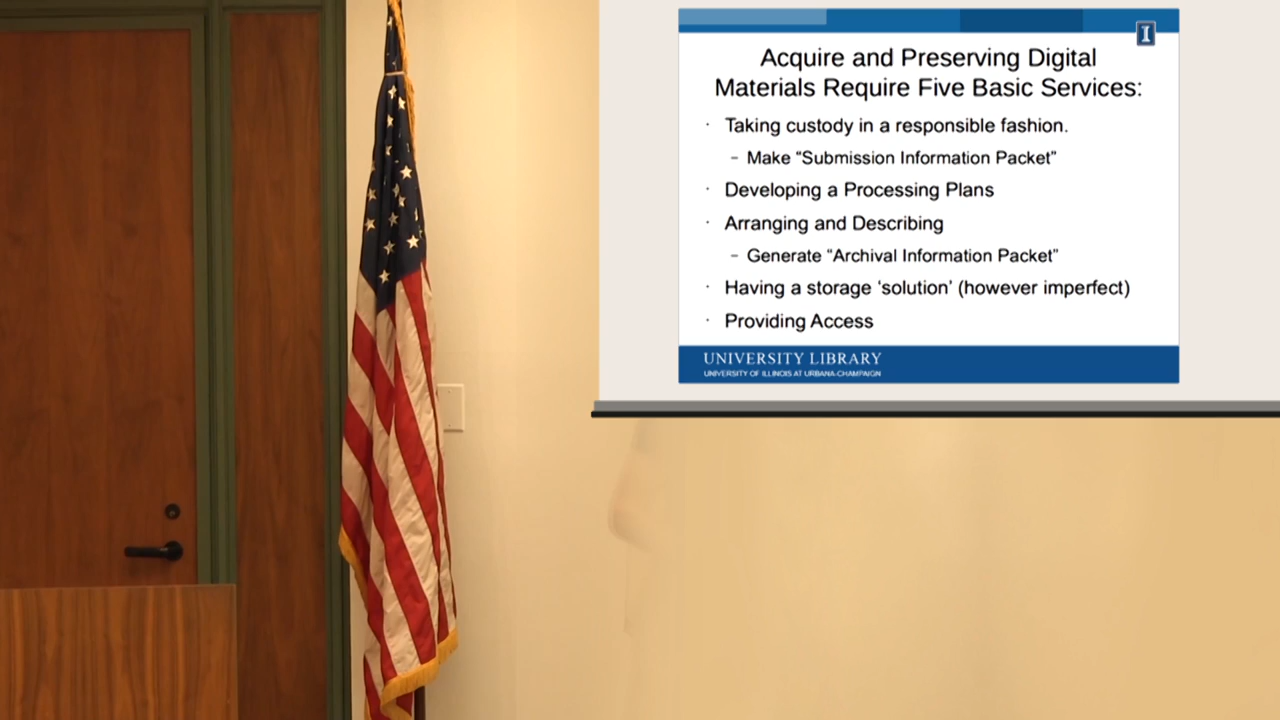 I
Acquire and Preserving Digital
Materials Require Five Basic Services:
· Taking custody in a responsible fashion.
– Make “Submission Information Packet”
· Developing a Processing Plans
· Arranging and Describing
– Generate “Archival Information Packet”
· Having a storage ‘solution’ (however imperfect)
· Providing Access
UNIVERSITY LIBRARY
UNIVERSITY OF ILLINOIS AT URBANA-CHAMPAIGN